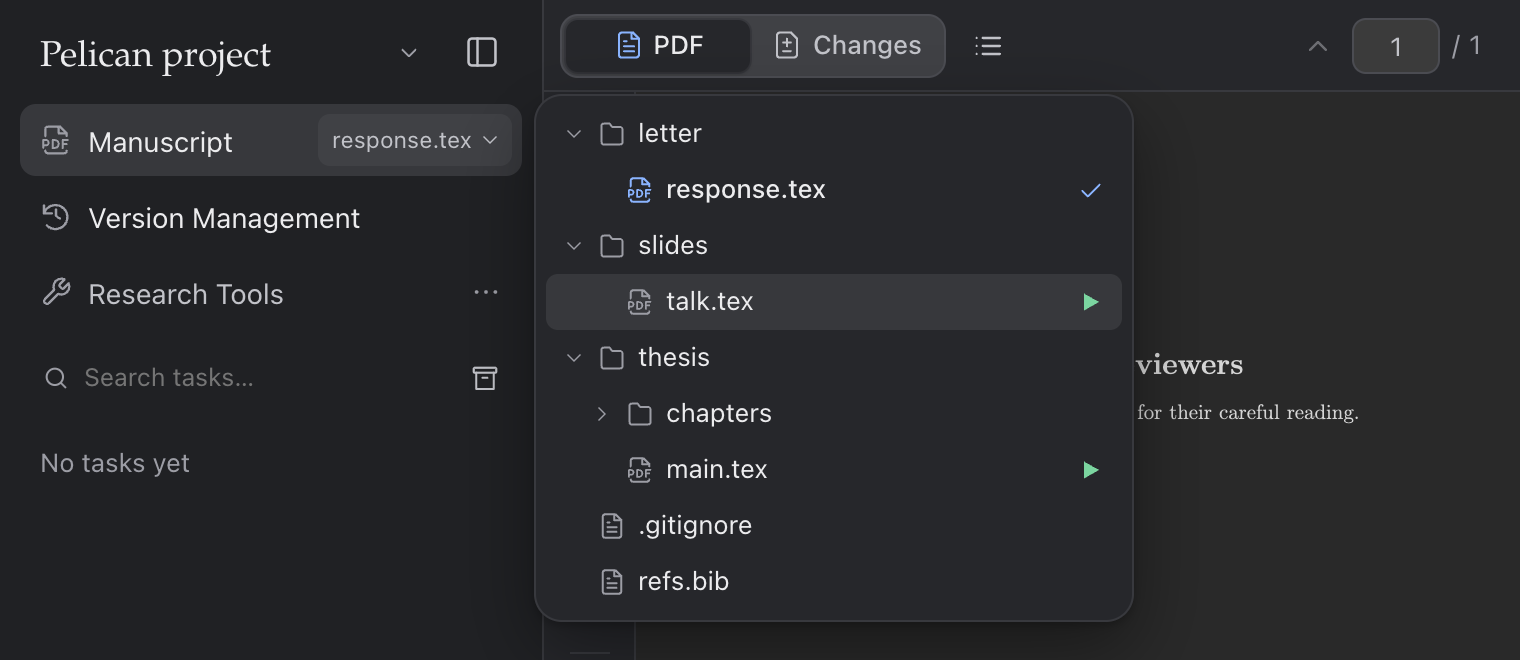 Pelican project
Manuscript
response.tex
Version Management
Research Tools
Search tasks...
No tasks yet
PDF
Changes
1
/ 1
letter
response.tex
slides
talk.tex
thesis
chapters
main.tex
.gitignore
refs.bib
viewers
for their careful reading.